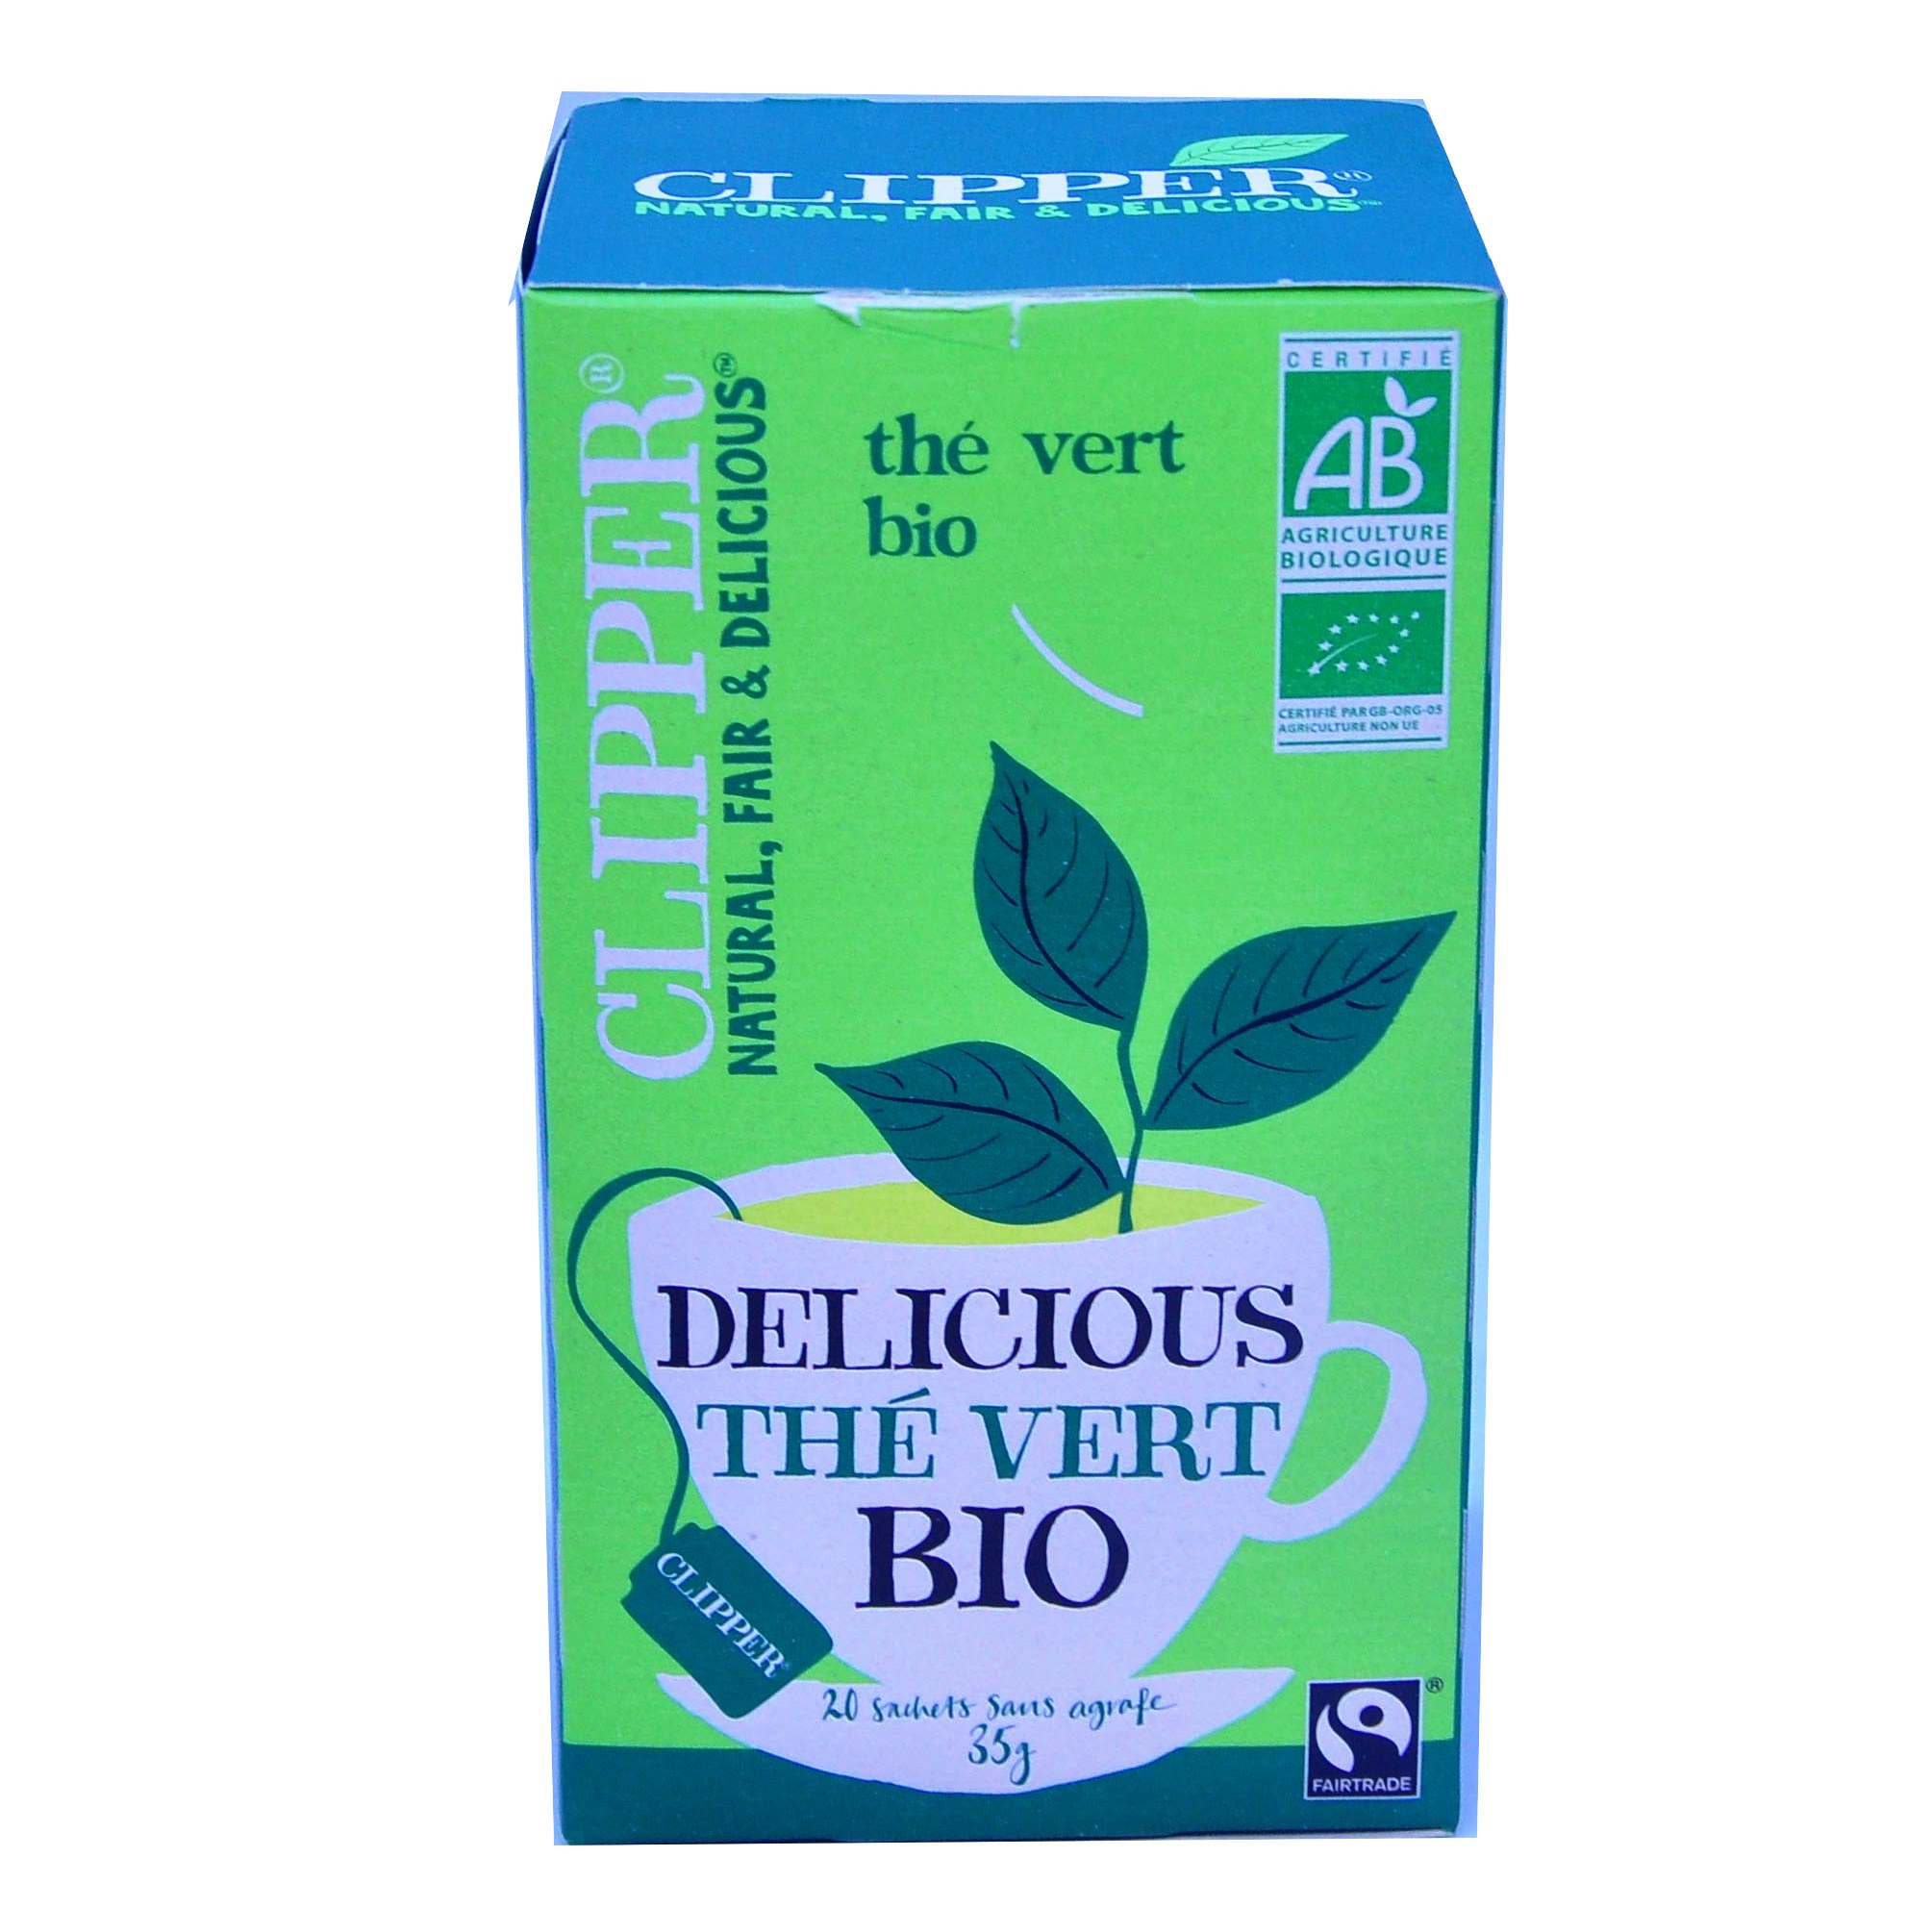 CLIPPER®
NATURAL, FAIR & DELICIOUS™
CLIPPER®
NATURAL, FAIR & DELICIOUS™
thé vert
bio
CERTIFIÉ
AB
AGRICULTURE
BIOLOGIQUE
CERTIFIÉ PAR GB-ORG-05
AGRICULTURE NON UE
DELICIOUS
THÉ VERT
BIO
CLIPPER®
20 sachets sans agrafe
35g
®
FAIRTRADE